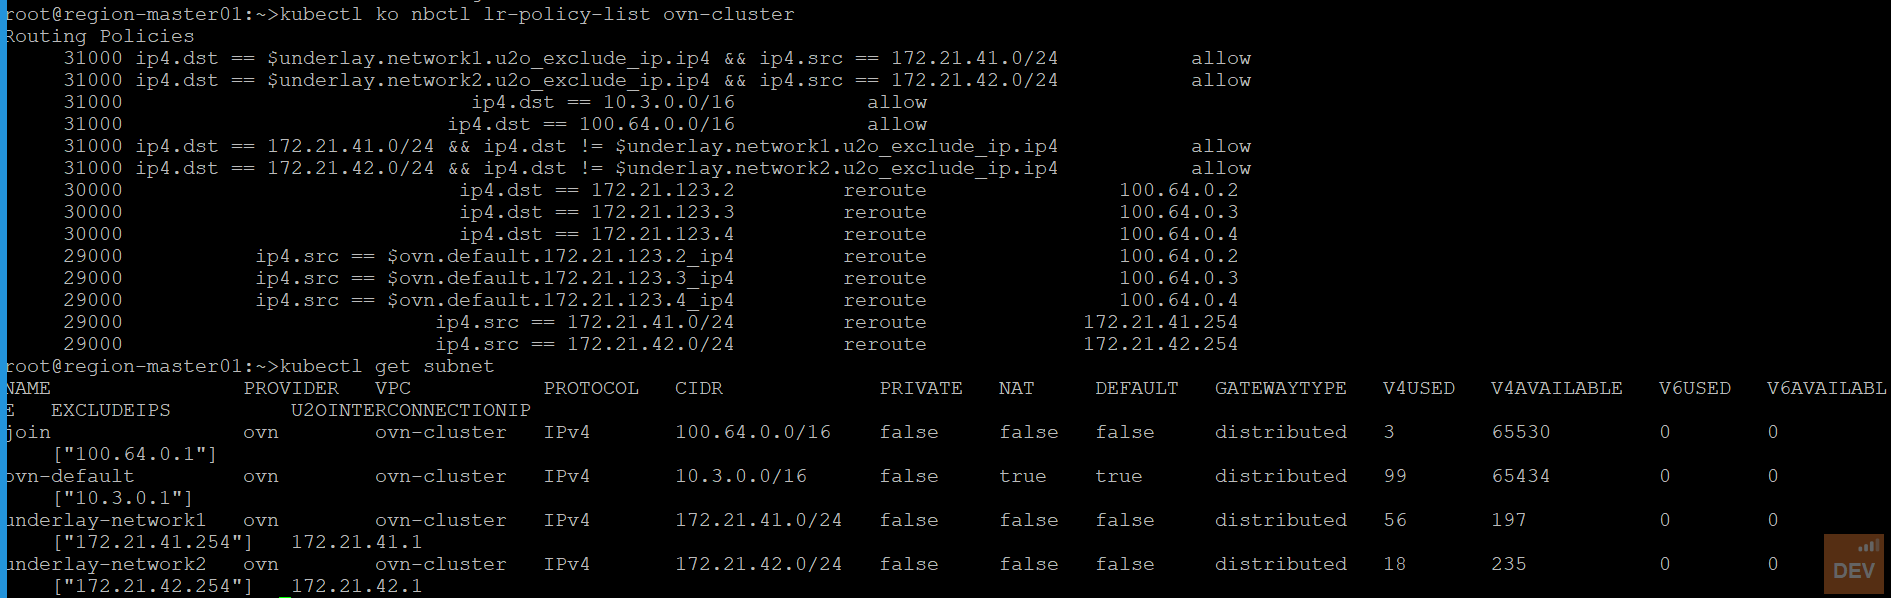 root@region-master01:~>kubectl ko nbctl lr-policy-list ovn-cluster
Routing Policies
31000 ip4.dst == $underlay.network1.u2o_exclude_ip.ip4 && ip4.src == 172.21.41.0/24 allow
31000 ip4.dst == $underlay.network2.u2o_exclude_ip.ip4 && ip4.src == 172.21.42.0/24 allow
31000 ip4.dst == 10.3.0.0/16 allow
31000 ip4.dst == 100.64.0.0/16 allow
31000 ip4.dst == 172.21.41.0/24 && ip4.dst != $underlay.network1.u2o_exclude_ip.ip4 allow
31000 ip4.dst == 172.21.42.0/24 && ip4.dst != $underlay.network2.u2o_exclude_ip.ip4 allow
30000 ip4.dst == 172.21.123.2 reroute 100.64.0.2
30000 ip4.dst == 172.21.123.3 reroute 100.64.0.3
30000 ip4.dst == 172.21.123.4 reroute 100.64.0.4
29000 ip4.src == $ovn.default.172.21.123.2_ip4 reroute 100.64.0.2
29000 ip4.src == $ovn.default.172.21.123.3_ip4 reroute 100.64.0.3
29000 ip4.src == $ovn.default.172.21.123.4_ip4 reroute 100.64.0.4
29000 ip4.src == 172.21.41.0/24 reroute 172.21.41.254
29000 ip4.src == 172.21.42.0/24 reroute 172.21.42.254
root@region-master01:~>kubectl get subnet
NAME PROVIDER VPC PROTOCOL CIDR PRIVATE NAT DEFAULT GATEWAYTYPE V4USED V4AVAILABLE V6USED V6AVAILABL
E EXCLUDEIPS U2OINTERCONNECTIONIP
join ovn ovn-cluster IPv4 100.64.0.0/16 false false false distributed 3 65530 0 0
["100.64.0.1"]
ovn-default ovn ovn-cluster IPv4 10.3.0.0/16 false true true distributed 99 65434 0 0
["10.3.0.1"]
underlay-network1 ovn ovn-cluster IPv4 172.21.41.0/24 false false false distributed 56 197 0 0
["172.21.41.254"] 172.21.41.1
underlay-network2 ovn ovn-cluster IPv4 172.21.42.0/24 false false false distributed 18 235 0 0
["172.21.42.254"] _172.21.42.1
DEV